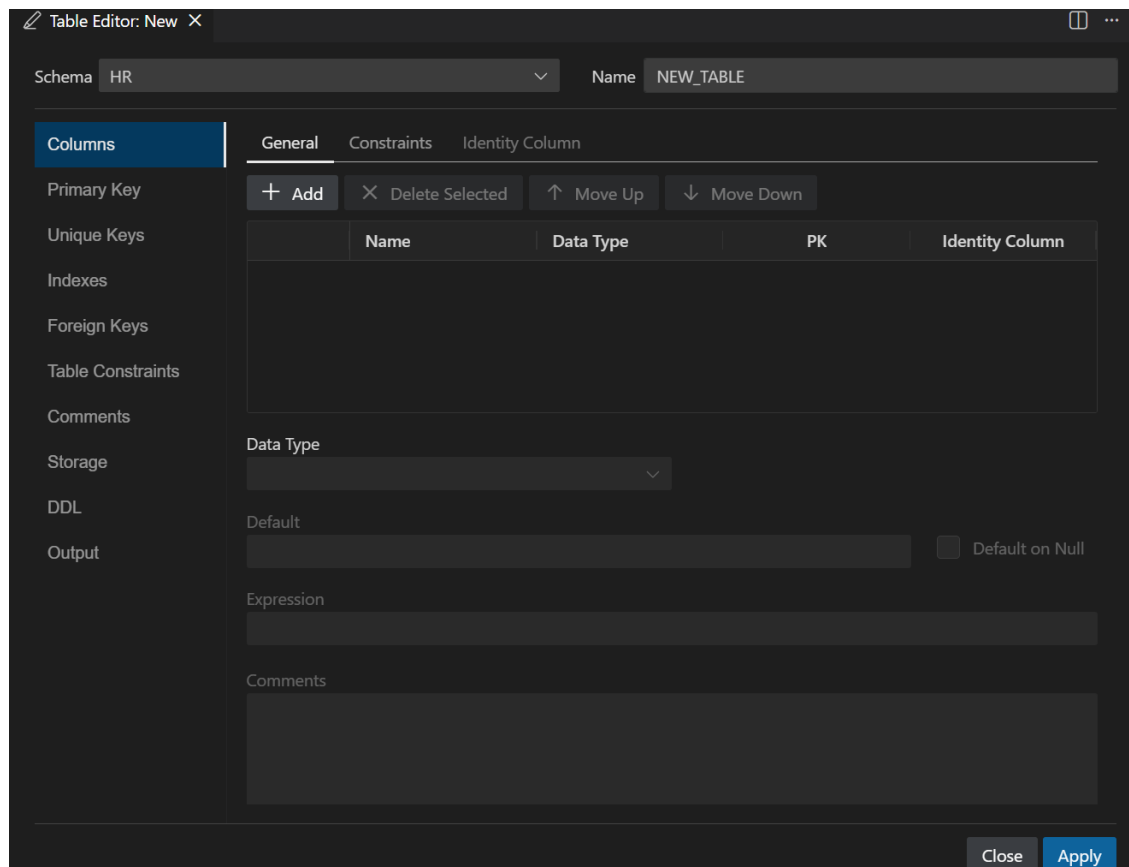 Table Editor: New
Schema HR Name NEW_TABLE
Columns
Primary Key
Unique Keys
Indexes
Foreign Keys
Table Constraints
Comments
Storage
DDL
Output
General Constraints Identity Column
Add Delete Selected Move Up Move Down
Name Data Type PK Identity Column
Data Type
Default
Default on Null
Expression
Comments
Close Apply